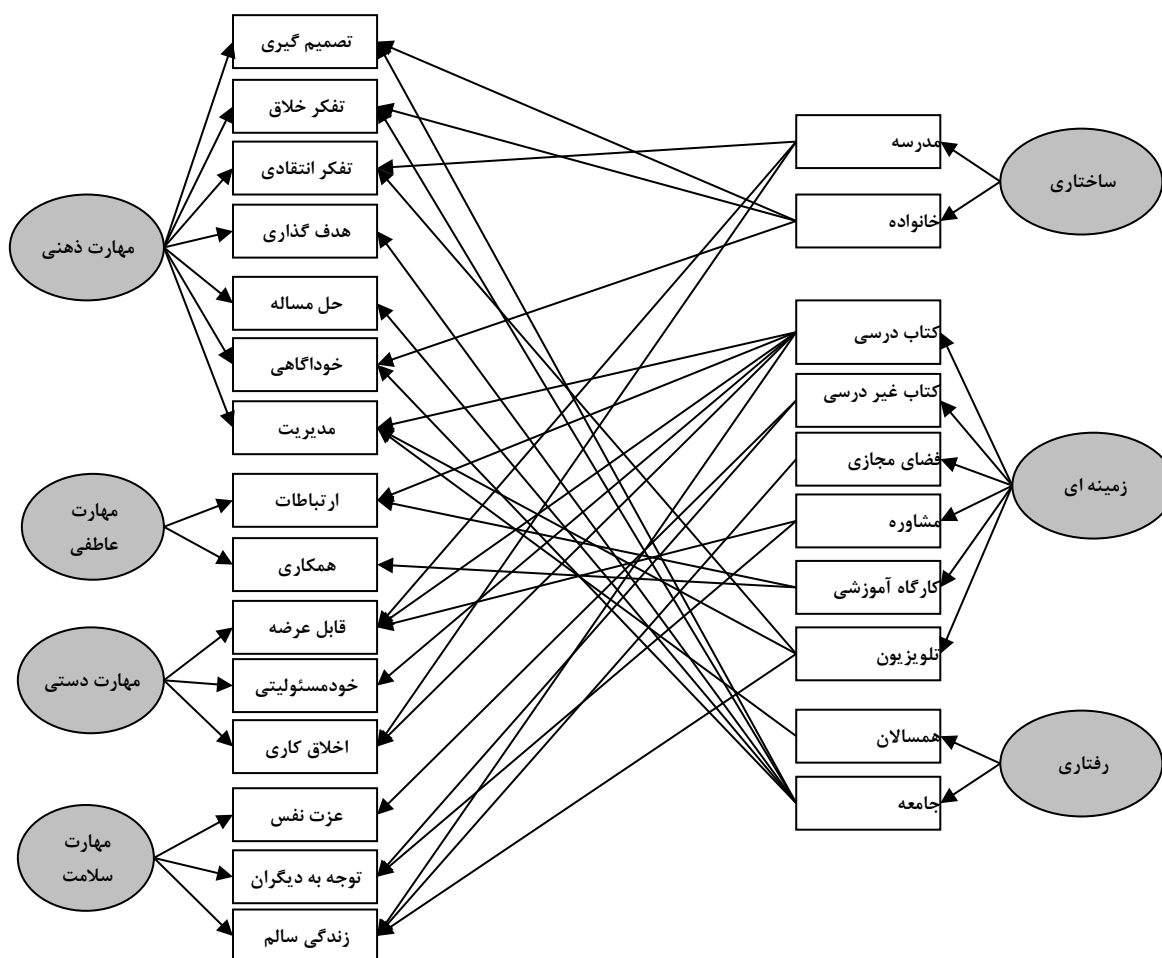 ساختاری
زمینه ای
رفتاری
مدرسه
خانواده
کتاب درسی
کتاب غیر درسی
فضای مجازی
مشاوره
کارگاه آموزشی
تلویزیون
همسالان
جامعه
تصمیم گیری
تفکر خلاق
تفکر انتقادی
هدف گذاری
حل مساله
خوداگاهی
مدیریت
ارتباطات
همکاری
قابل عرضه
خودمسئولیتی
اخلاق کاری
عزت نفس
توجه به دیگران
زندگی سالم
مهارت ذهنی
مهارت
عاطفی
مهارت دستی
مهارت
سلامت